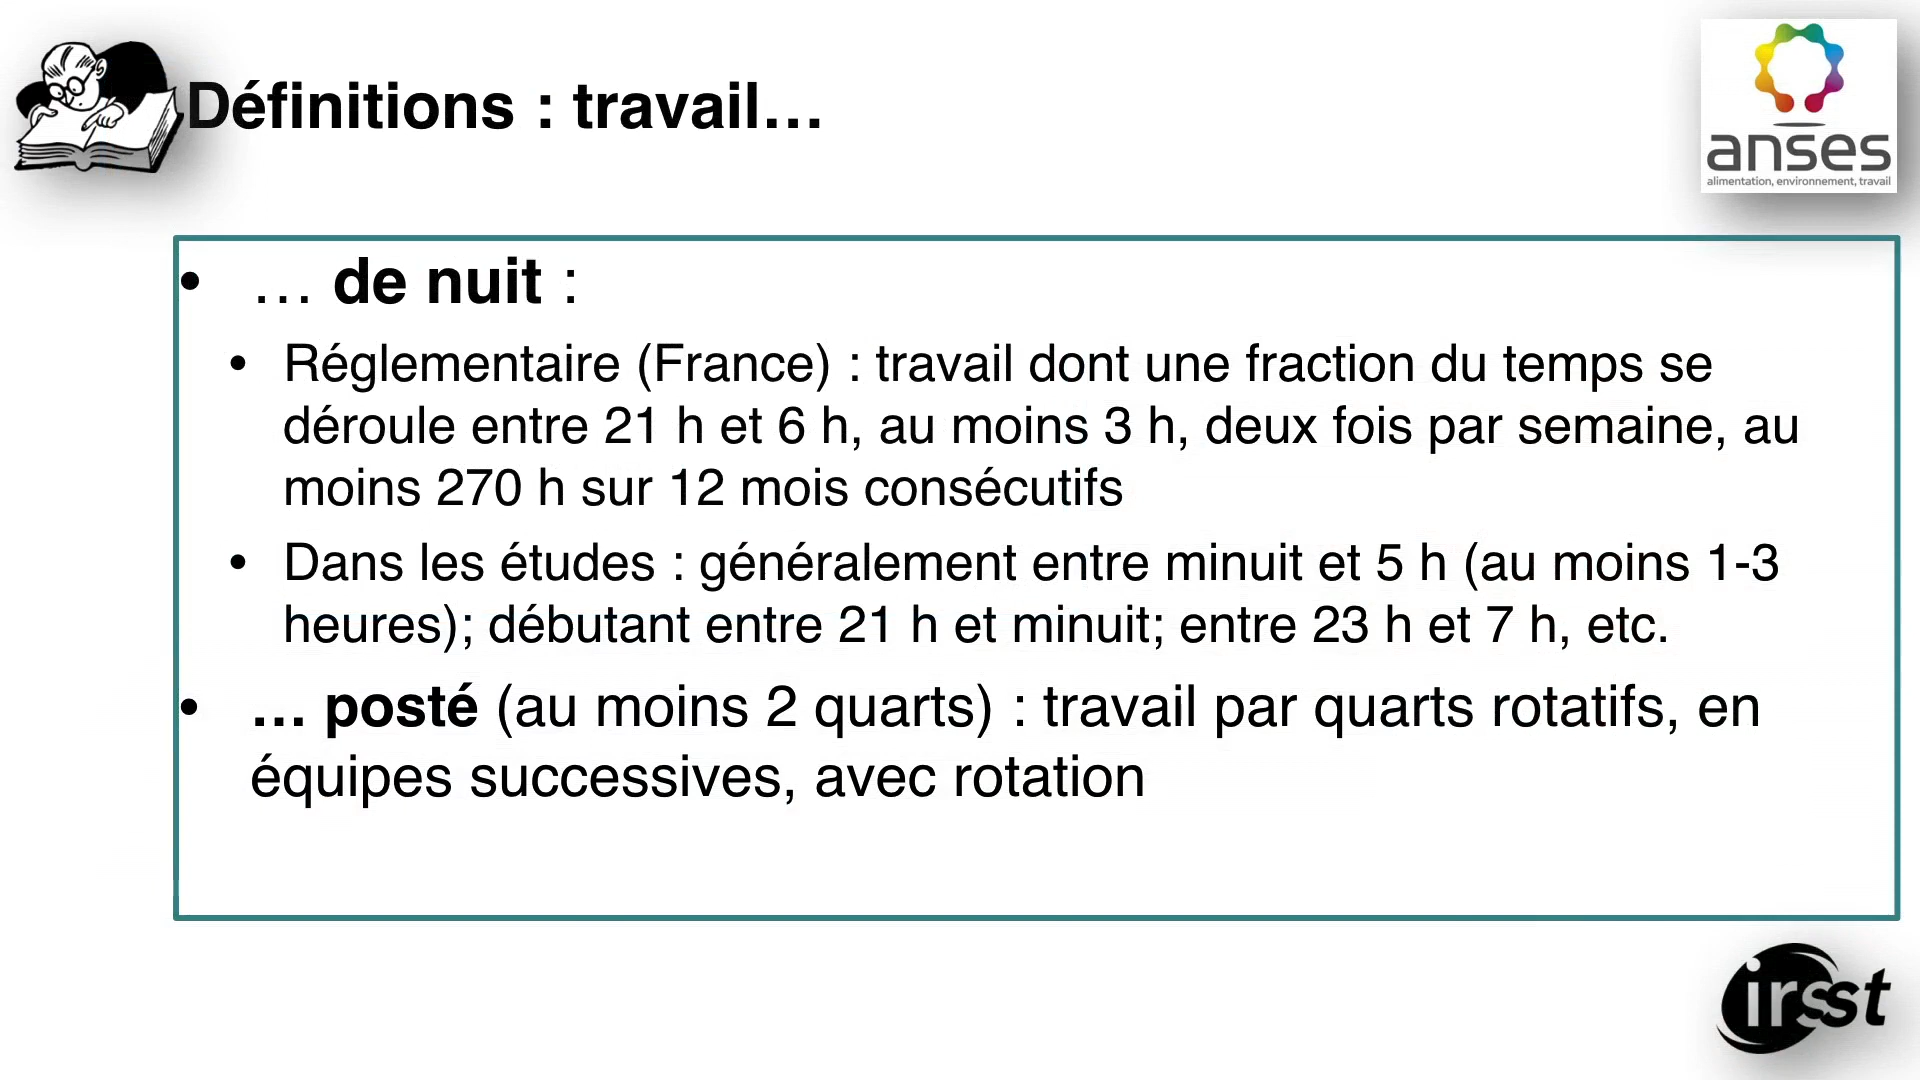 Définitions : travail…
anses
alimentation, environnement, travail
• … de nuit :
• Réglementaire (France) : travail dont une fraction du temps se
déroule entre 21 h et 6 h, au moins 3 h, deux fois par semaine, au
moins 270 h sur 12 mois consécutifs
• Dans les études : généralement entre minuit et 5 h (au moins 1-3
heures); débutant entre 21 h et minuit; entre 23 h et 7 h, etc.
• … posté (au moins 2 quarts) : travail par quarts rotatifs, en
équipes successives, avec rotation
irsst